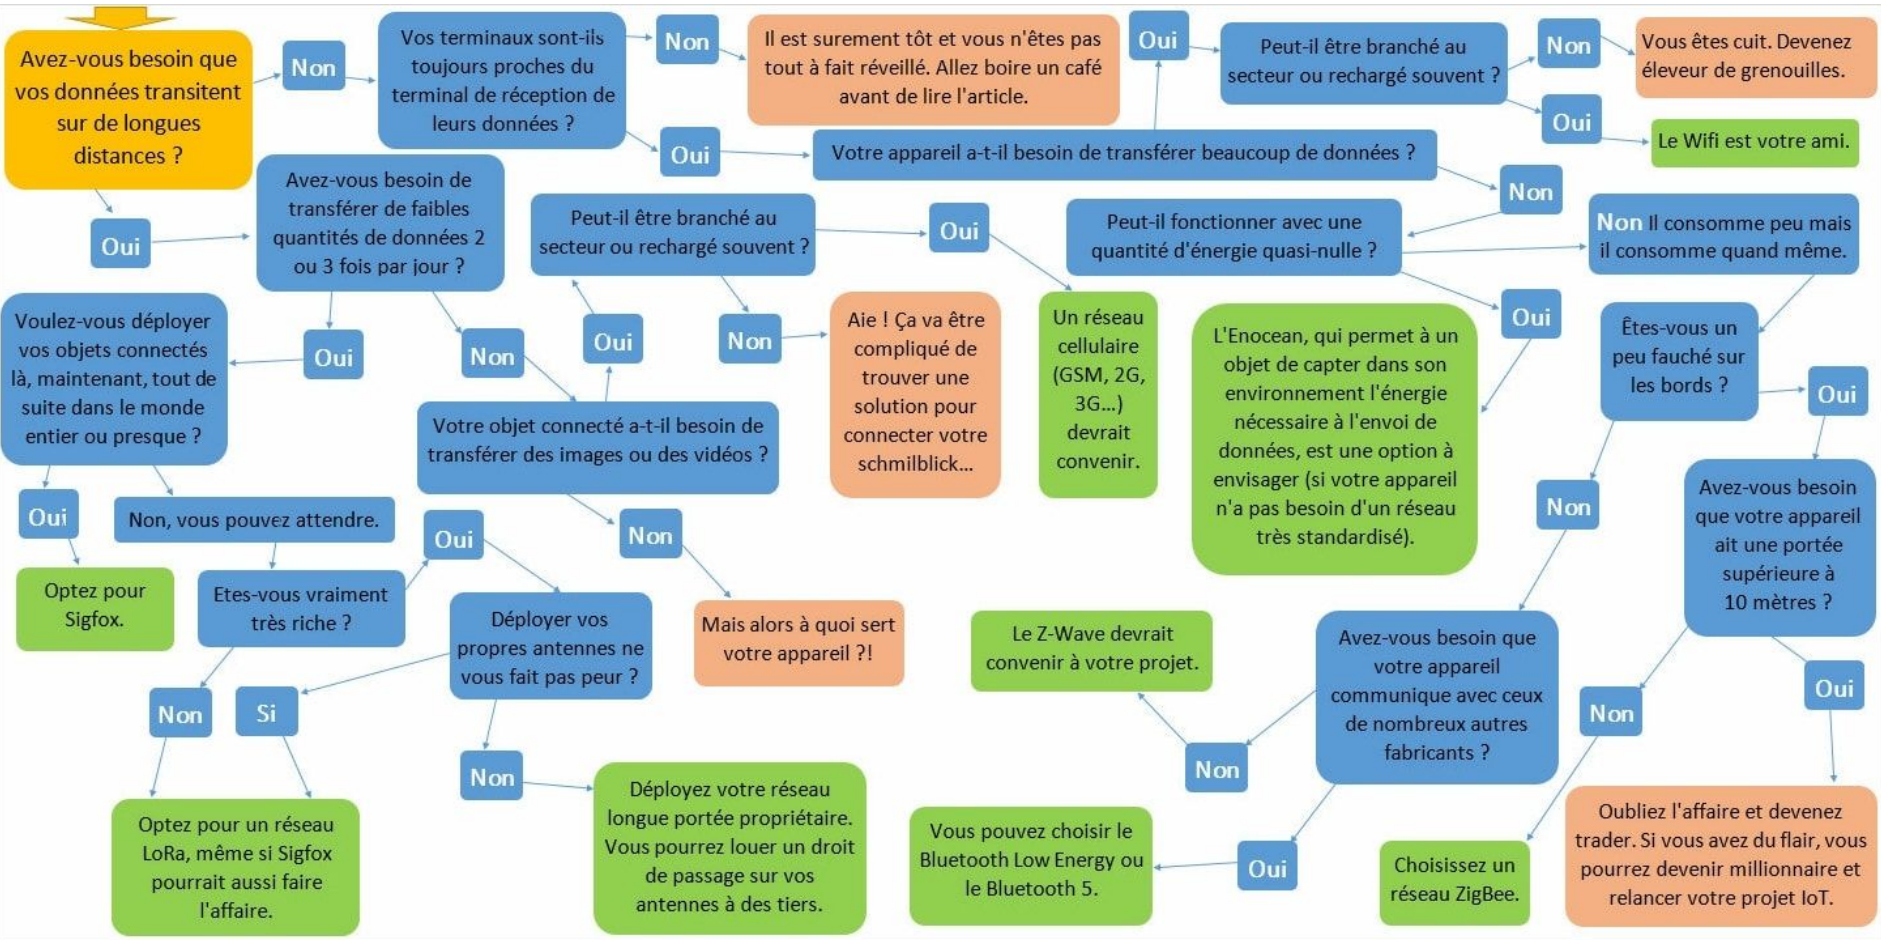 Avez-vous besoin que
vos données transitent
sur de longues
distances ?
Non
Vos terminaux sont-ils
toujours proches du
terminal de réception de
leurs données ?
Non
Il est surement tôt et vous n'êtes pas
tout à fait réveillé. Allez boire un café
avant de lire l'article.
Oui
Votre appareil a-t-il besoin de transférer beaucoup de données ?
Oui
Peut-il être branché au
secteur ou rechargé souvent ?
Non
Vous êtes cuit. Devenez
éleveur de grenouilles.
Oui
Le Wifi est votre ami.
Non
Peut-il fonctionner avec une
quantité d'énergie quasi-nulle ?
Non Il consomme peu mais
il consomme quand même.
Oui
L'Enocean, qui permet à un
objet de capter dans son
environnement l'énergie
nécessaire à l'envoi de
données, est une option à
envisager (si votre appareil
n'a pas besoin d'un réseau
très standardisé).
Êtes-vous un
peu fauché sur
les bords ?
Oui
Avez-vous besoin
que votre appareil
ait une portée
supérieure à
10 mètres ?
Non
Choisissez un
réseau ZigBee.
Oui
Oubliez l'affaire et devenez
trader. Si vous avez du flair, vous
pourrez devenir millionnaire et
relancer votre projet IoT.
Non
Avez-vous besoin que
votre appareil
communique avec ceux
de nombreux autres
fabricants ?
Non
Le Z-Wave devrait
convenir à votre projet.
Oui
Vous pouvez choisir le
Bluetooth Low Energy ou
le Bluetooth 5.
Oui
Avez-vous besoin de
transférer de faibles
quantités de données 2
ou 3 fois par jour ?
Oui
Voulez-vous déployer
vos objets connectés
là, maintenant, tout de
suite dans le monde
entier ou presque ?
Oui
Optez pour
Sigfox.
Non, vous pouvez attendre.
Etes-vous vraiment
très riche ?
Non
Optez pour un réseau
LoRa, même si Sigfox
pourrait aussi faire
l'affaire.
Oui
Déployer vos
propres antennes ne
vous fait pas peur ?
Si
Non
Déployez votre réseau
longue portée propriétaire.
Vous pourrez louer un droit
de passage sur vos
antennes à des tiers.
Non
Votre objet connecté a-t-il besoin de
transférer des images ou des vidéos ?
Oui
Peut-il être branché au
secteur ou rechargé souvent ?
Oui
Un réseau
cellulaire
(GSM, 2G,
3G...)
devrait
convenir.
Non
Aie ! Ça va être
compliqué de
trouver une
solution pour
connecter votre
schmilblick...
Non
Mais alors à quoi sert
votre appareil ?!